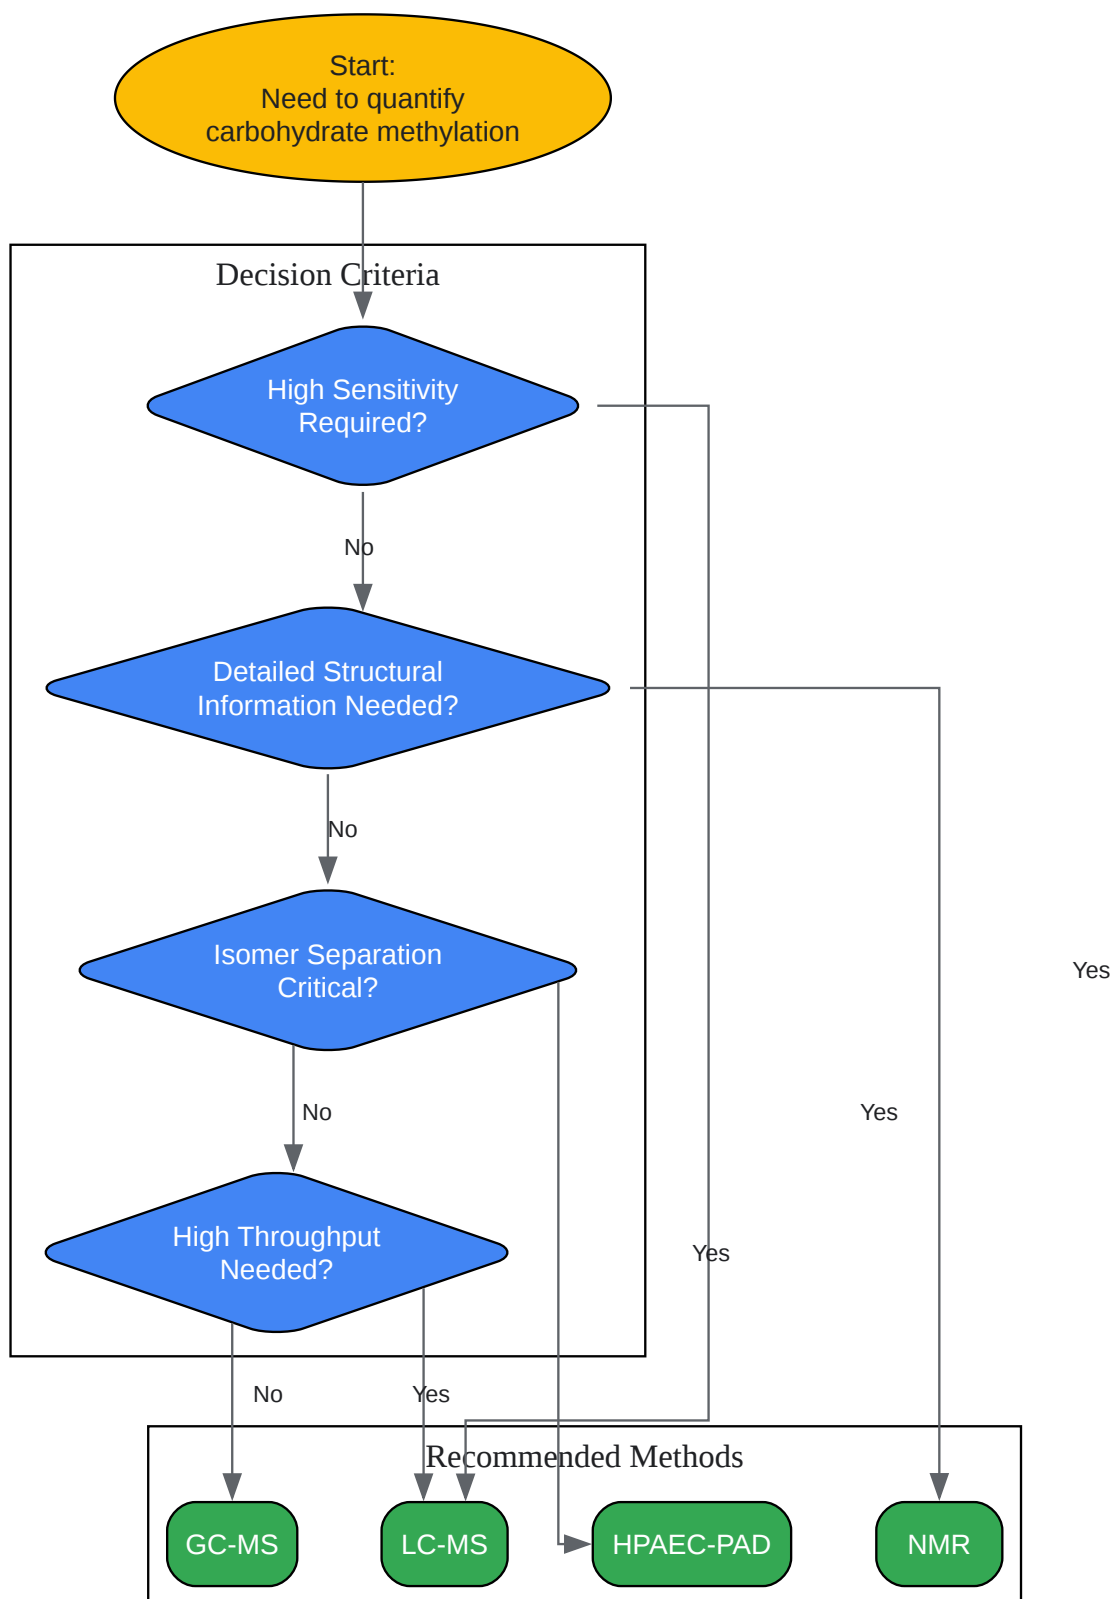 Start:
Need to quantify
carbohydrate methylation
Decision Criteria
High Sensitivity
Required?
No
Detailed Structural
Information Needed?
No
Isomer Separation
Critical?
Yes
No
Yes
High Throughput
Needed?
Yes
No
Yes
Recommended Methods
GC-MS
LC-MS
HPAEC-PAD
NMR